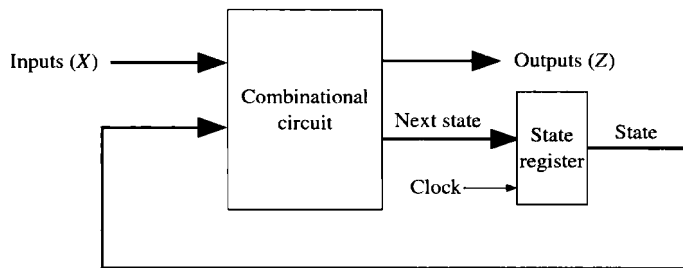 Inputs (X)
Outputs (Z)
Combinational
circuit
Next state
State
register
State
Clock